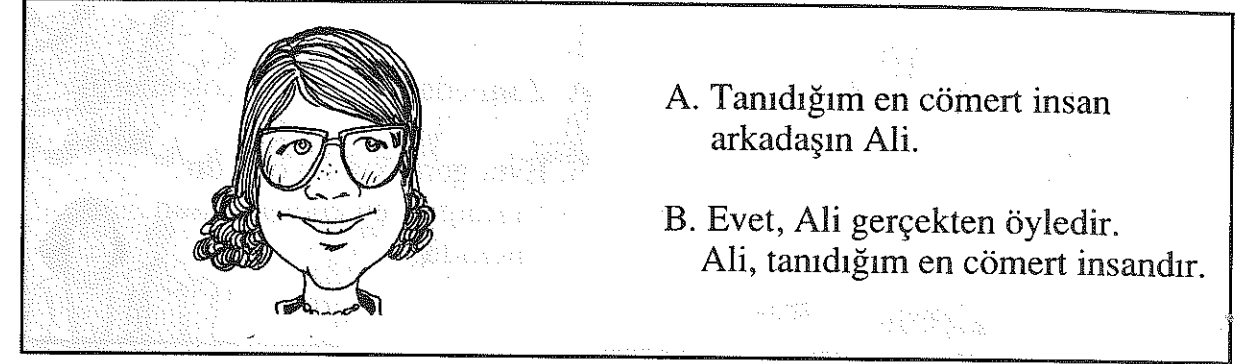 A. Tanıdığım en cömert insan
arkadaşın Ali.
B. Evet, Ali gerçekten öyledir.
Ali, tanıdığım en cömert insandır.